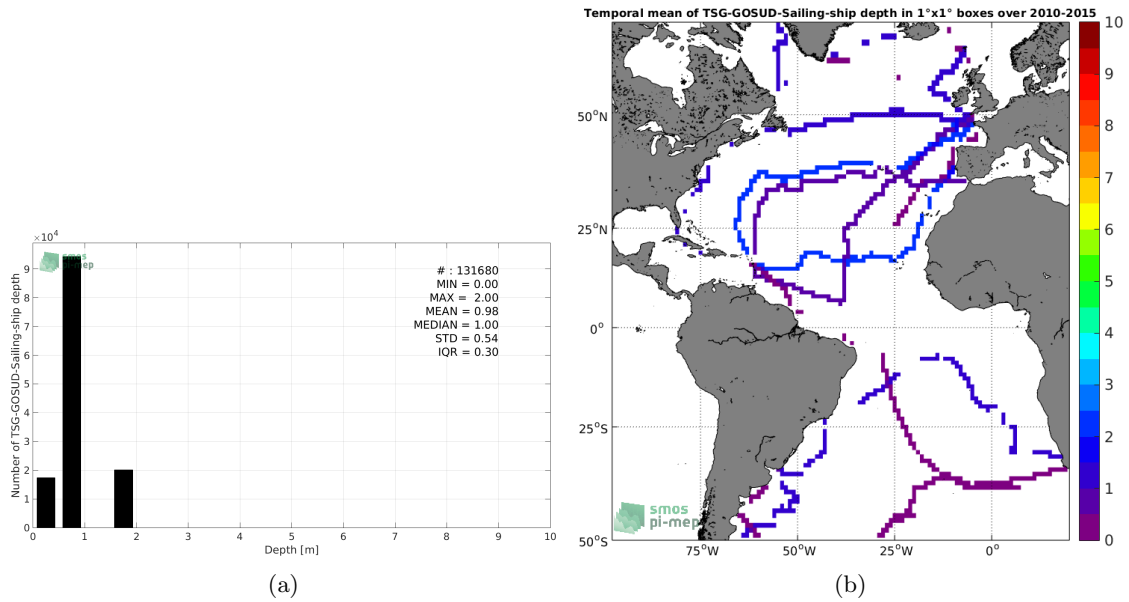 Temporal mean of TSG-GOSUD-Sailing-ship depth in 1°x1° boxes over 2010-2015
×10⁴
smos
pi-mep
# : 131680
MIN = 0.00
MAX = 2.00
MEAN = 0.98
MEDIAN = 1.00
STD = 0.54
IQR = 0.30
Number of TSG-GOSUD-Sailing-ship depth
9
8
7
6
5
4
3
2
1
0
0 1 2 3 4 5 6 7 8 9 10
Depth [m]
(a)
50°N
25°N
0°
25°S
50°S
75°W 50°W 25°W 0°
smos
pi-mep
10
9
8
7
6
5
4
3
2
1
0
(b)